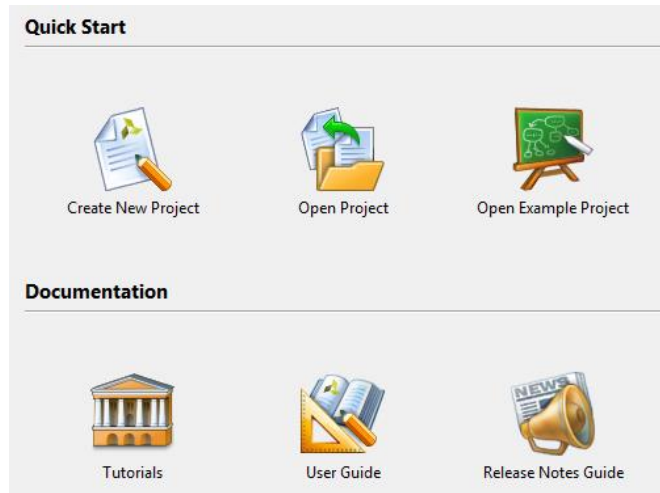 Quick Start
Create New Project
Open Project
Open Example Project
Documentation
NEWS
Tutorials
User Guide
Release Notes Guide